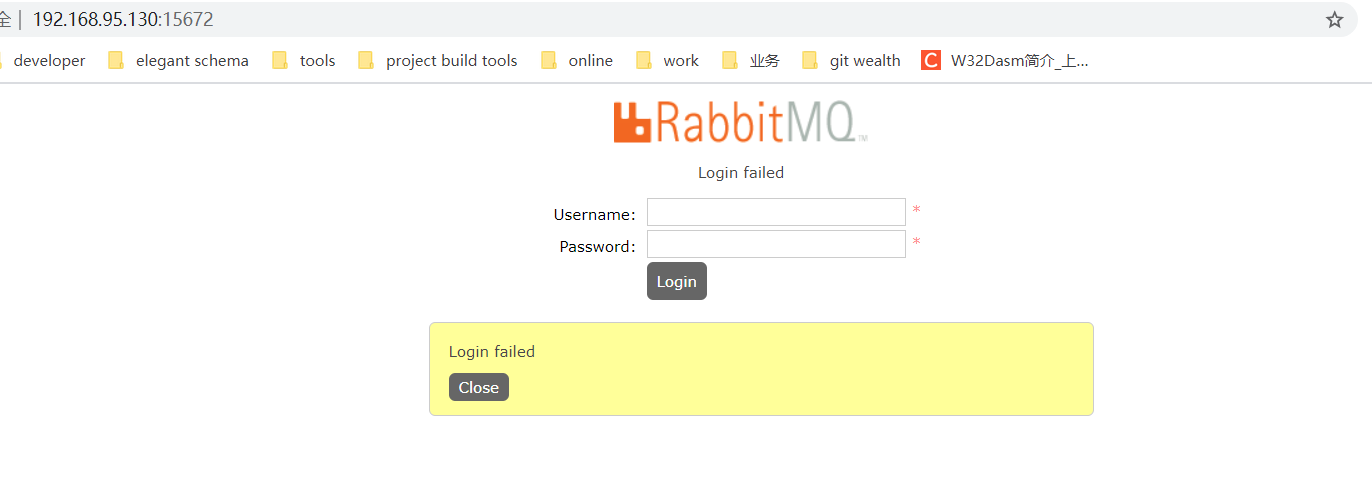 全 192.168.95.130:15672
developer elegant schema tools project build tools online work 业务 git wealth C W32Dasm简介_上...
RabbitMQ™
Login failed
Username: *
Password: *
Login
Login failed
Close